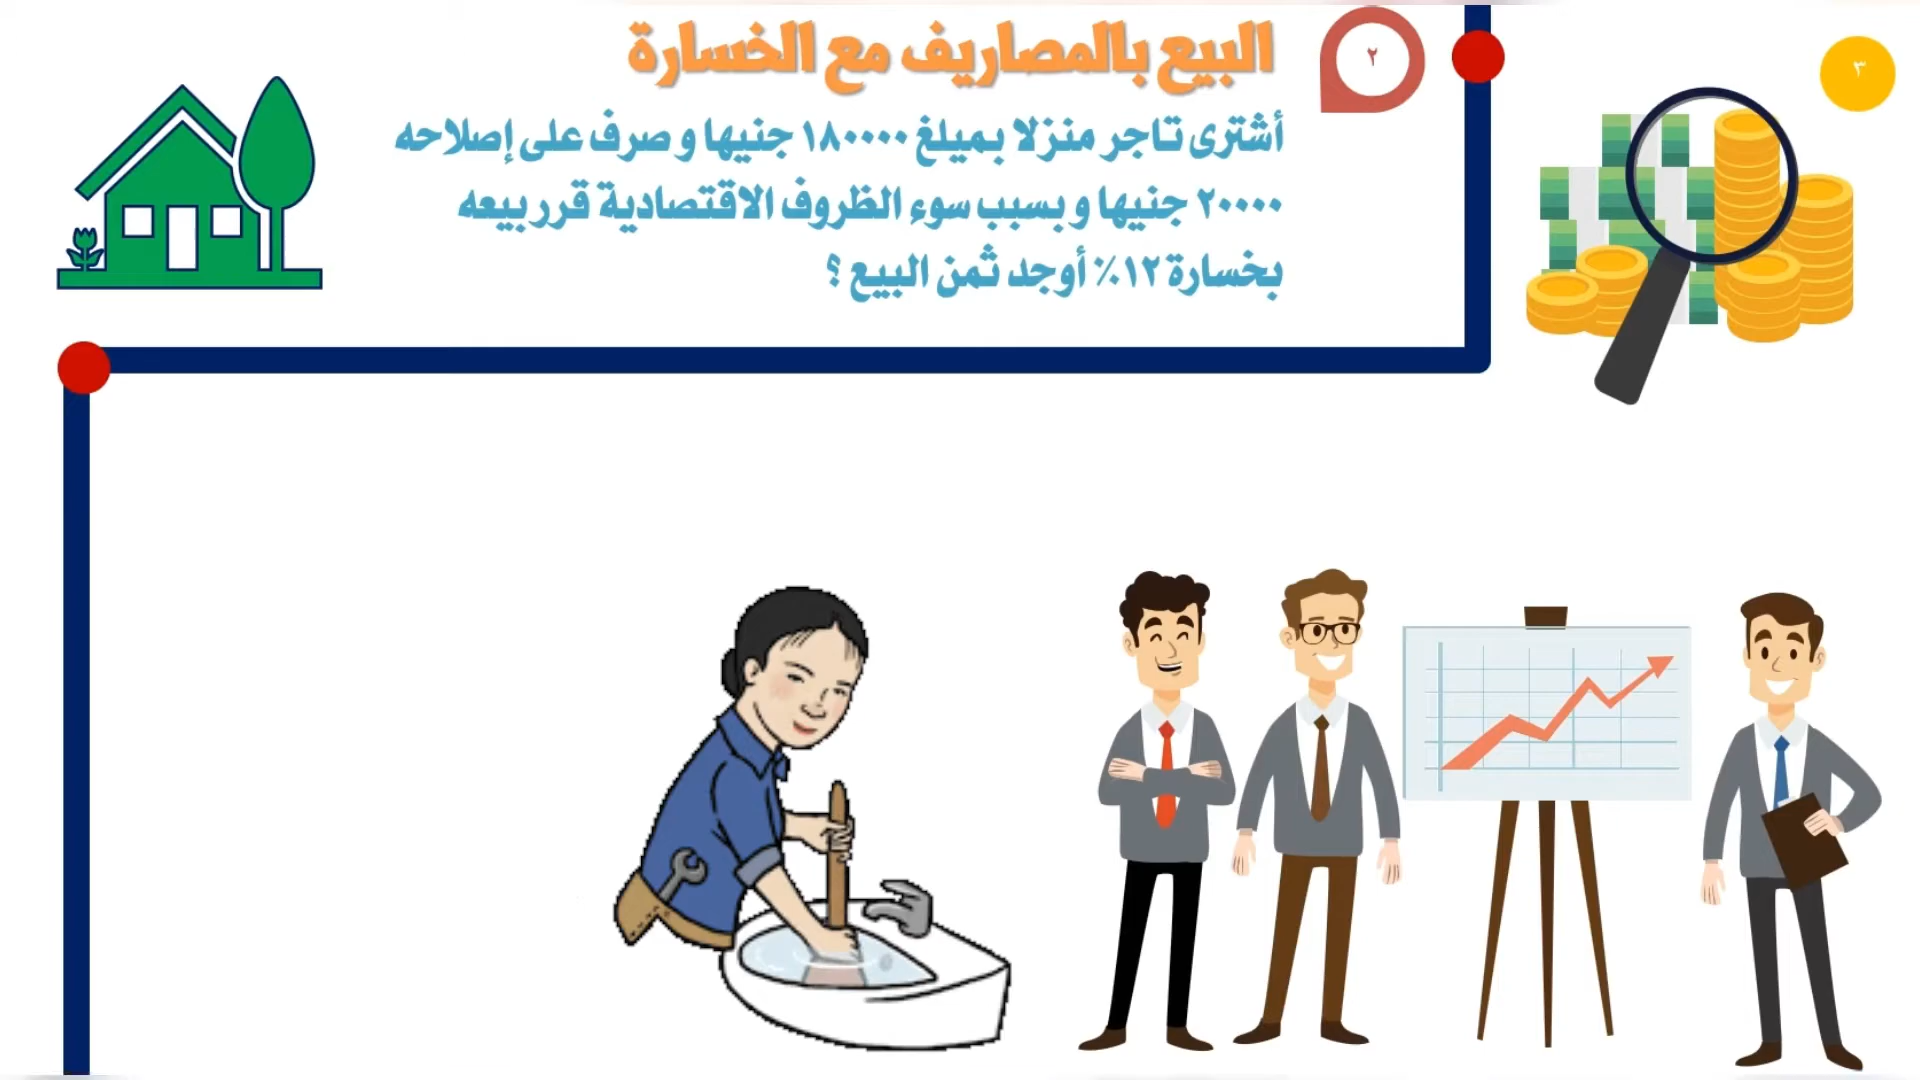 البيع بالمصاريف مع الخسارة
٢
٣
أشترى تاجر منزلا بمبلغ ١٨٠٠٠٠ جنيها و صرف على إصلاحه
٢٠٠٠٠ جنيها و بسبب سوء الظروف الاقتصادية قرر بيعه
بخسارة ١٢٪ أوجد ثمن البيع ؟